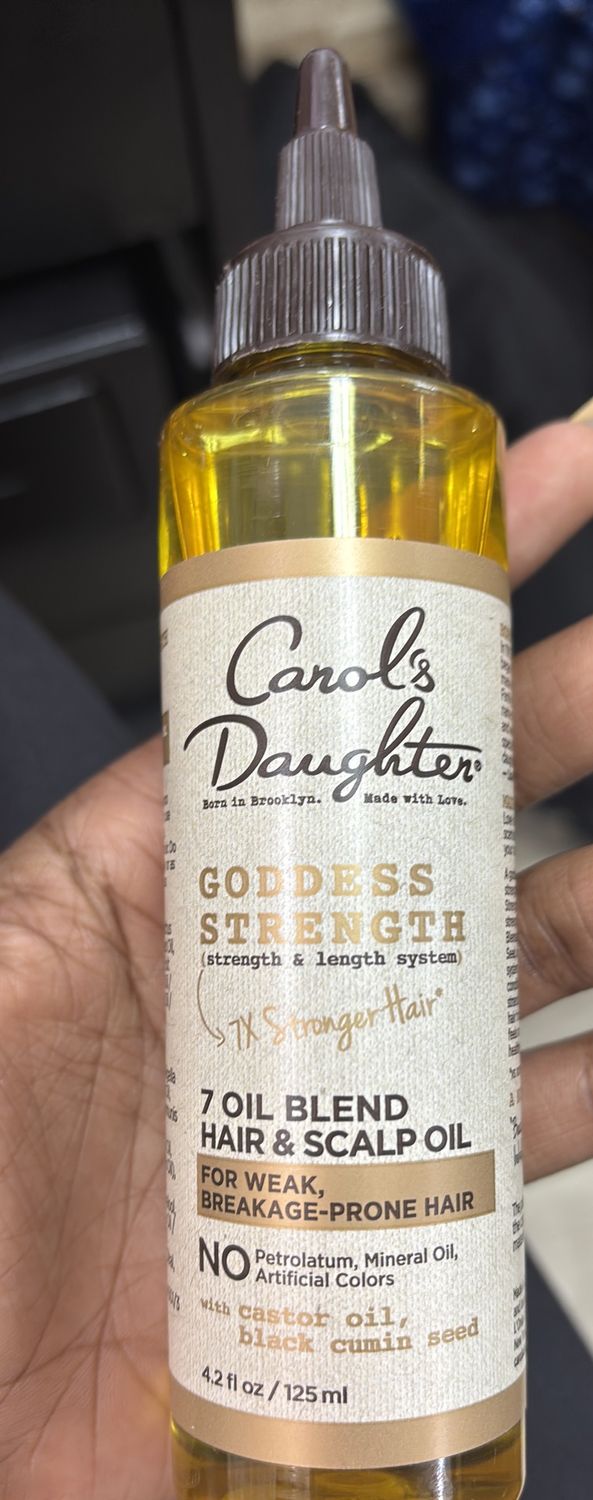 Carol's
Daughter®
Born in Brooklyn. Made with Love.
GODDESS
STRENGTH
(strength & length system)
7X Stronger Hair*
7 OIL BLEND
HAIR & SCALP OIL
FOR WEAK,
BREAKAGE-PRONE HAIR
NO Petrolatum, Mineral Oil,
Artificial Colors
with castor oil,
black cumin seed
4.2 fl oz / 125 ml